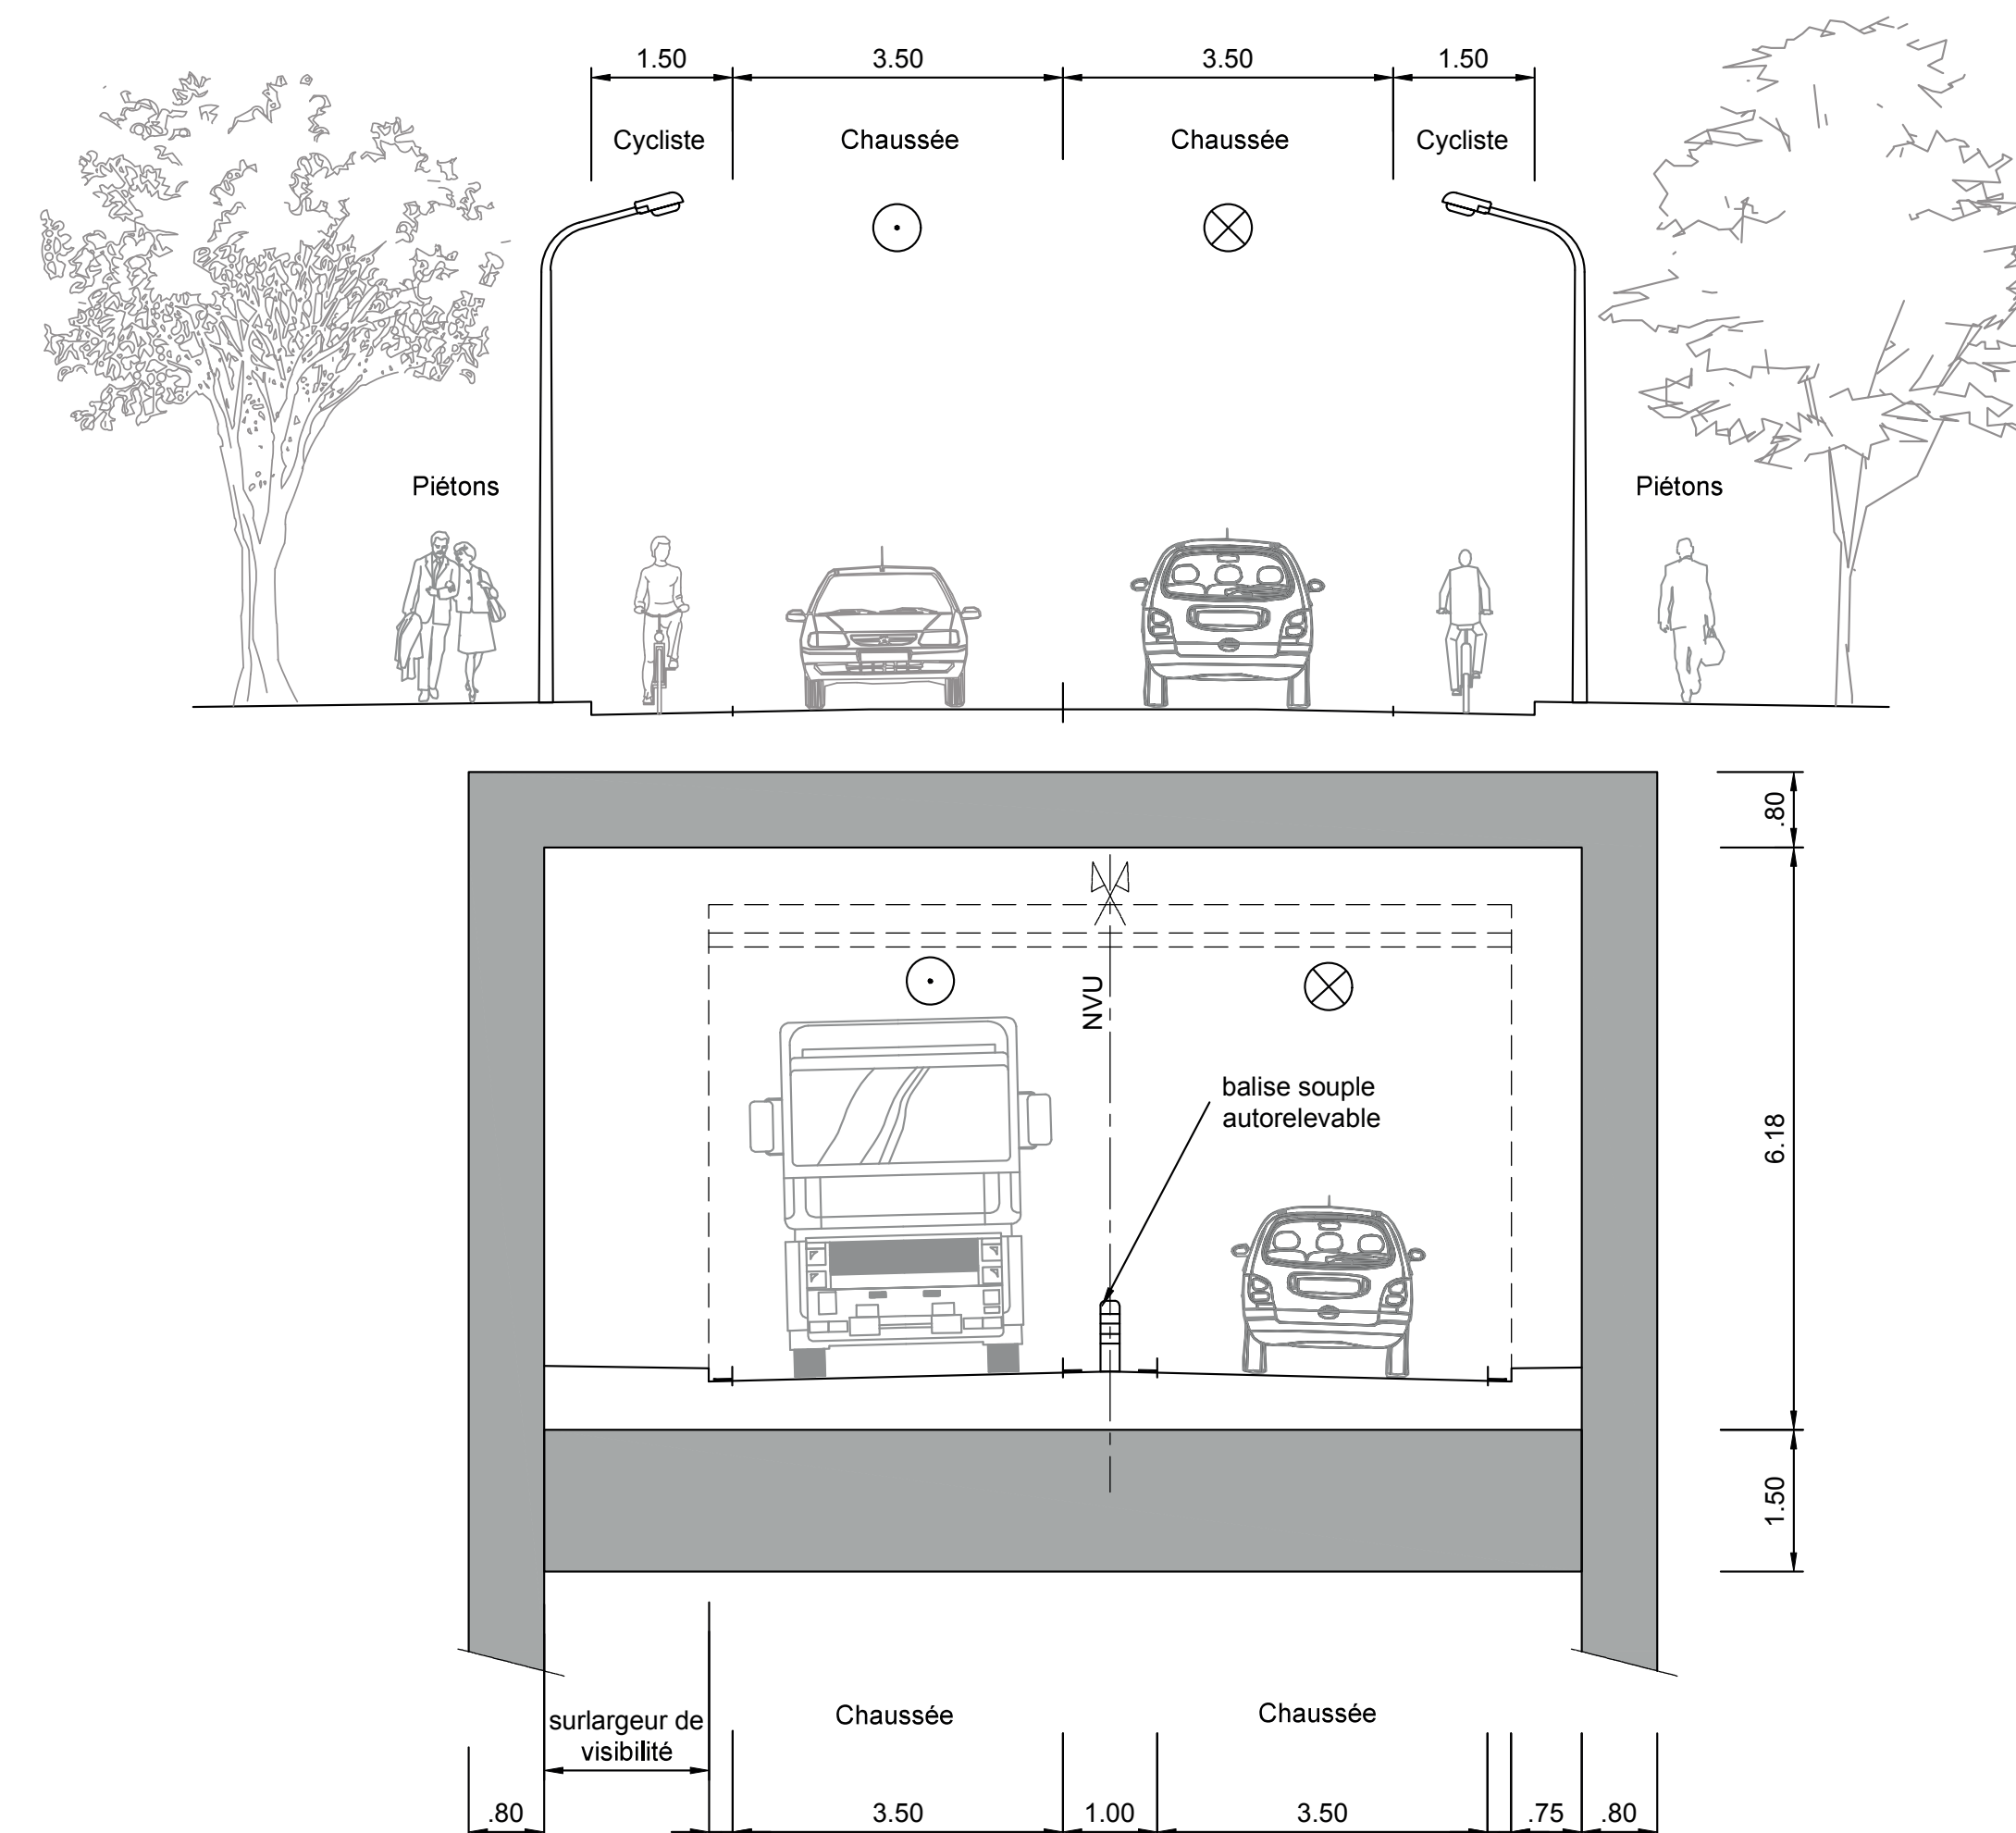 1.50 3.50 3.50 1.50
Cycliste Chaussée Chaussée Cycliste
Piétons Piétons
.80
NVU
balise souple
autorelevable
6.18
1.50
Chaussée Chaussée
surlargeur de
visibilité
.80 3.50 1.00 3.50 .75 .80